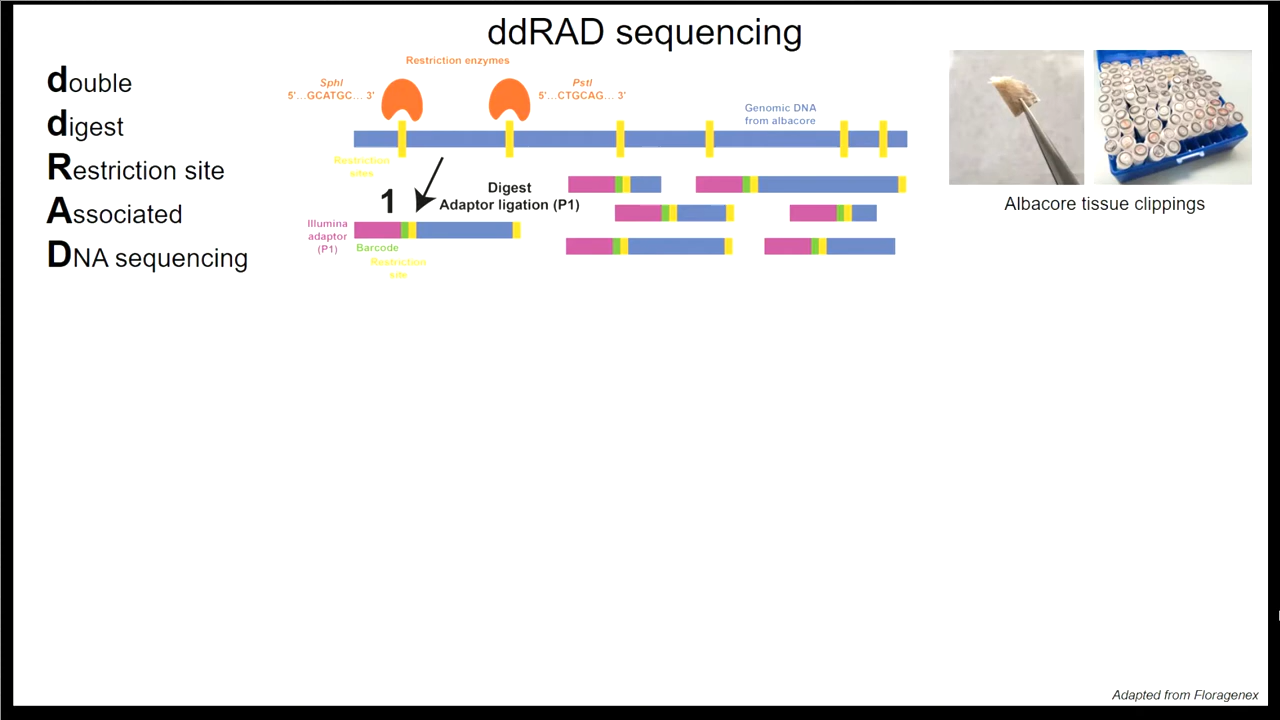 ddRAD sequencing
double
digest
Restriction site
Associated
DNA sequencing
Restriction enzymes
SphI
5'...GCATGC... 3'
PstI
5'...CTGCAG... 3'
Genomic DNA
from albacore
Restriction
sites
1
Digest
Adaptor ligation (P1)
Illumina
adaptor
(P1)
Barcode
Restriction
site
Albacore tissue clippings
Adapted from Floragenex